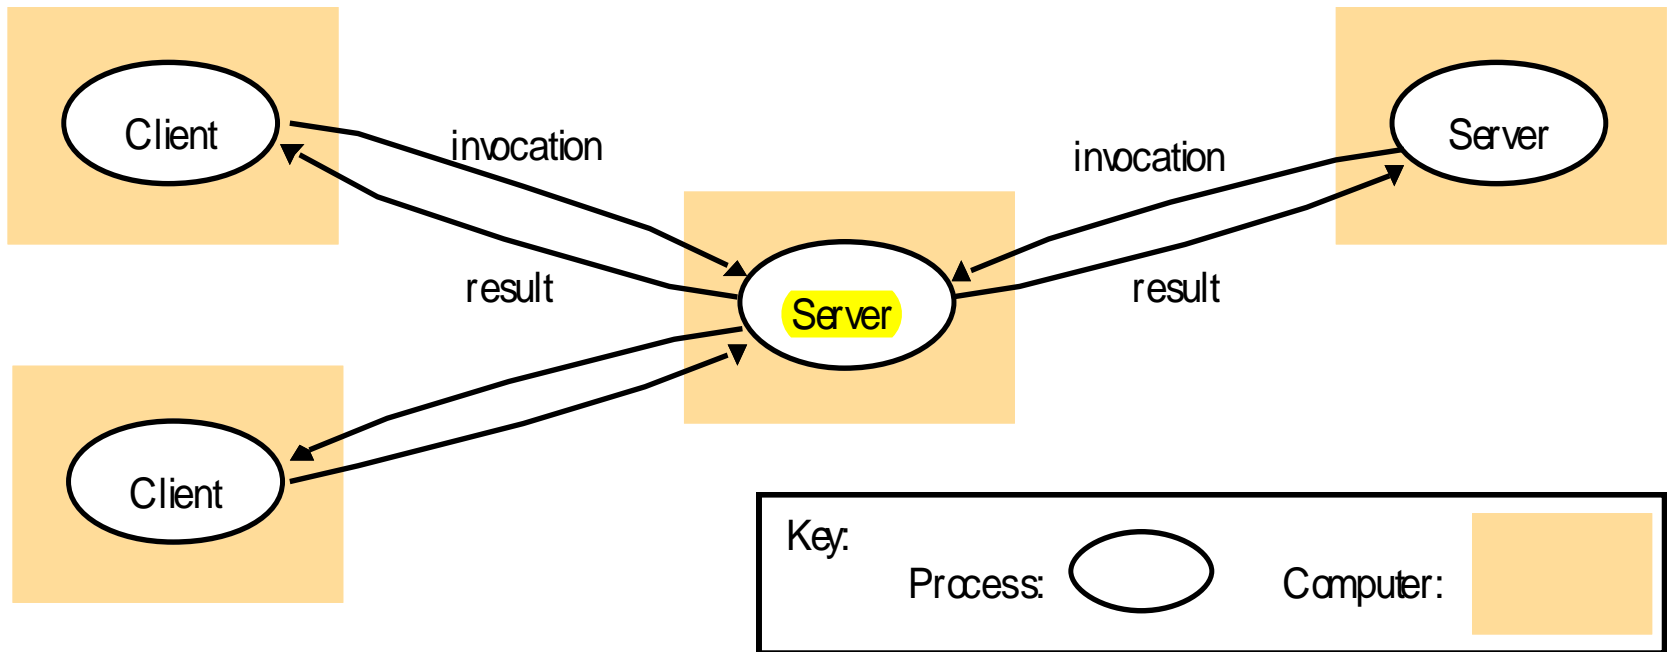 Client
invocation
result
Server
invocation
result
Server
Client
Key:
Process:
Computer: